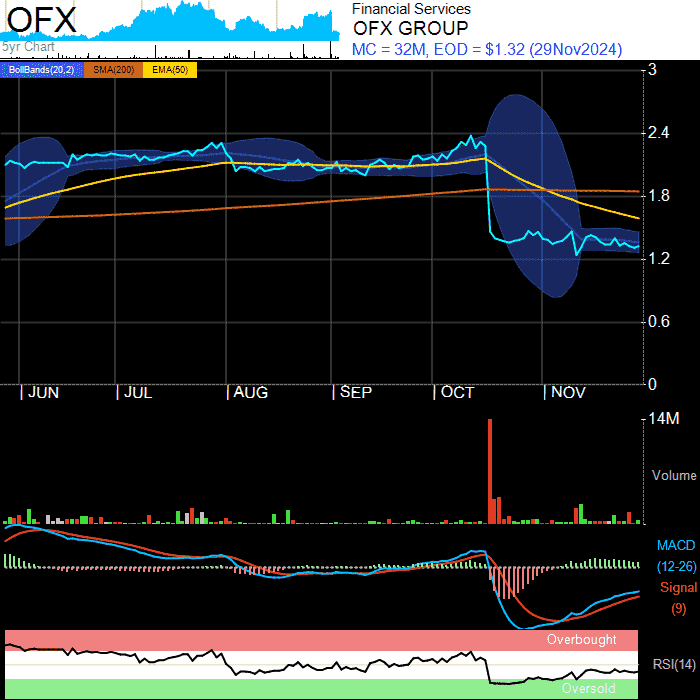 OFX
5yr Chart
Financial Services
OFX GROUP
MC = 32M, EOD = $1.32 (29Nov2024)
BollBands(20,2) SMA(200) EMA(50)
3
2.4
1.8
1.2
0.6
0
JUN JUL AUG SEP OCT NOV
14M
Volume
MACD
(12-26)
Signal
(9)
Overbought
RSI(14)
Oversold